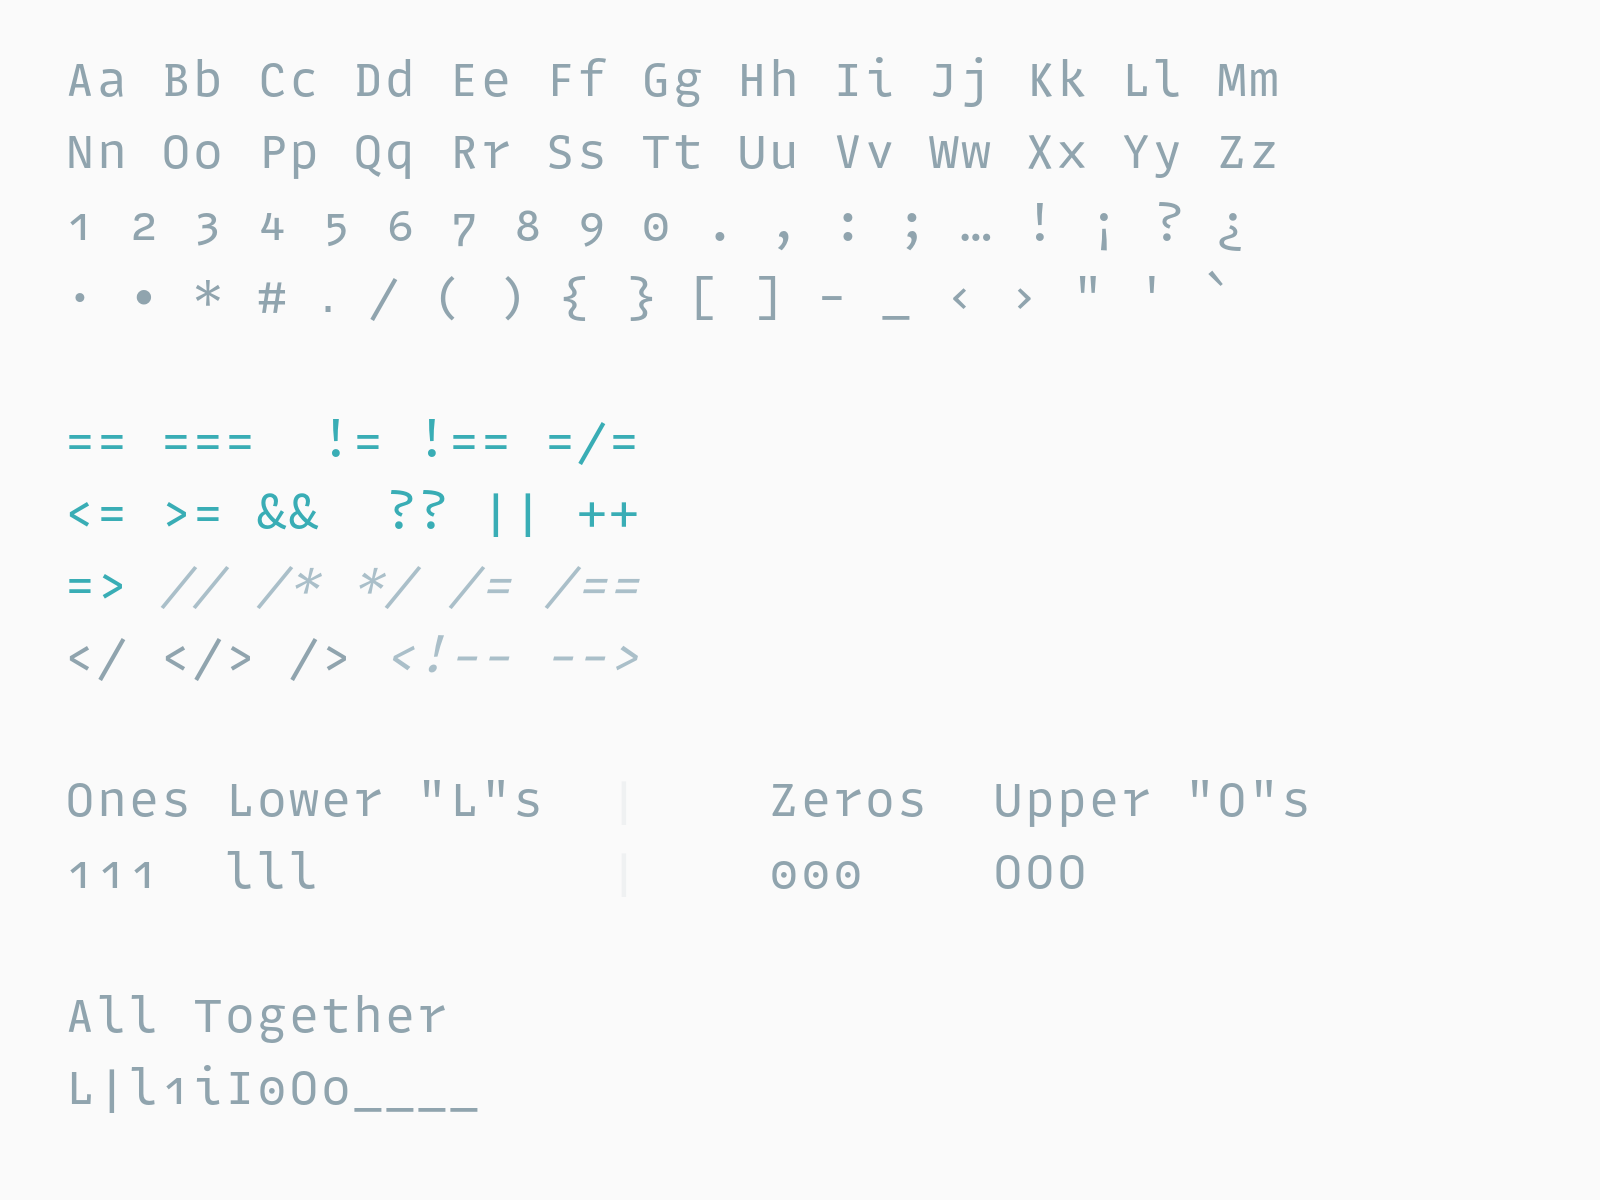 Aa Bb Cc Dd Ee Ff Gg Hh Ii Jj Kk Ll Mm
Nn Oo Pp Qq Rr Ss Tt Uu Vv Ww Xx Yy Zz
1 2 3 4 5 6 7 8 9 0 . , : ; … ! ¡ ? ¿
· • * # . / ( ) { } [ ] - _ ‹ › " ' `
== ===  != !== =/=
<= >= &&  ?? || ++
=> // /* */ /= /==
</ </> /> <!-- -->
Ones Lower "L"s  |    Zeros  Upper "O"s
111  lll         |    000    OOO
All Together
L|l1iI0Oo____